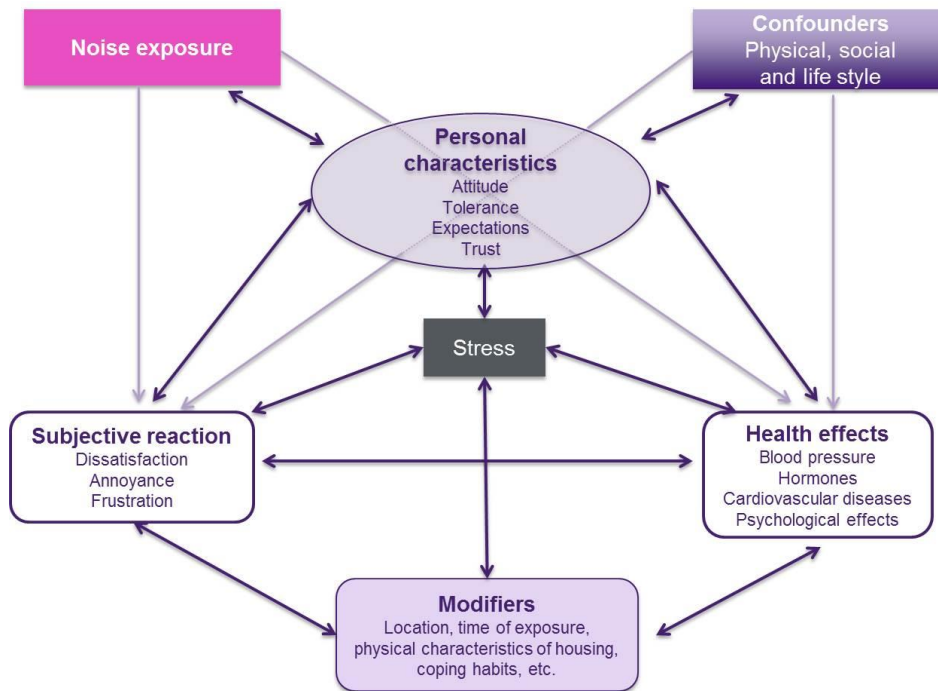 Noise exposure
Confounders
Physical, social
and life style
Personal
characteristics
Attitude
Tolerance
Expectations
Trust
Stress
Subjective reaction
Dissatisfaction
Annoyance
Frustration
Health effects
Blood pressure
Hormones
Cardiovascular diseases
Psychological effects
Modifiers
Location, time of exposure,
physical characteristics of housing,
coping habits, etc.